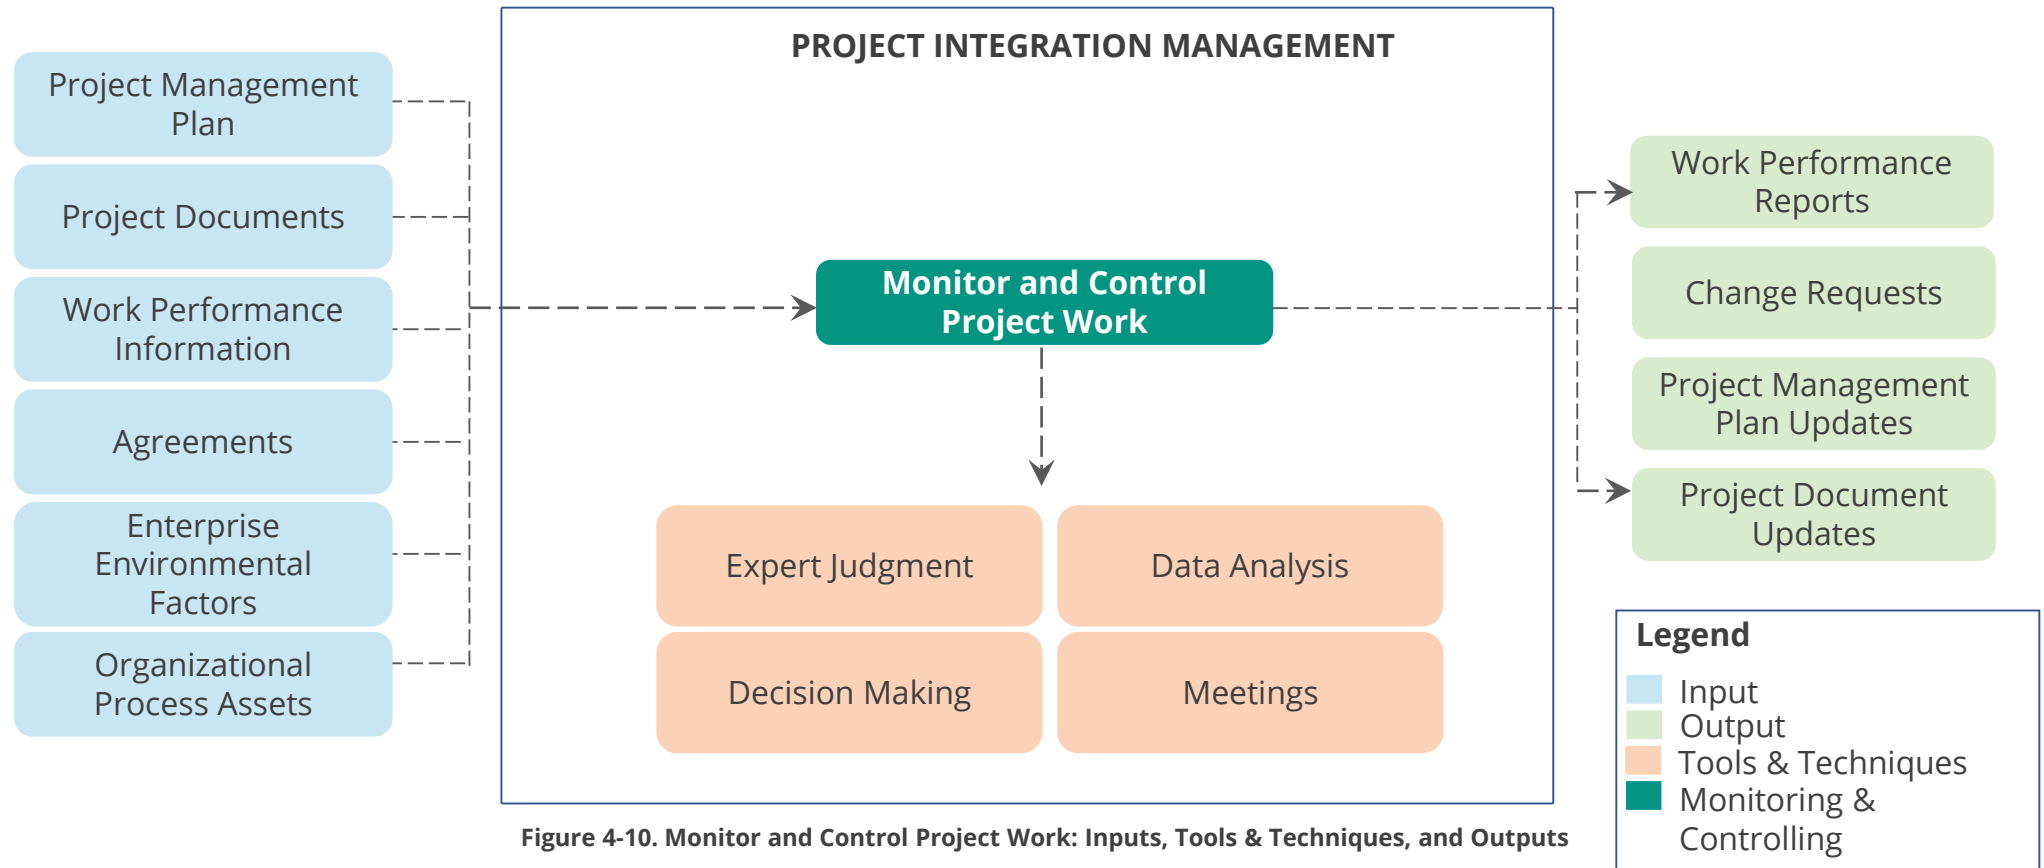 PROJECT INTEGRATION MANAGEMENT
Project Management
Plan
Project Documents
Work Performance
Information
Agreements
Enterprise
Environmental
Factors
Organizational
Process Assets
Monitor and Control
Project Work
Expert Judgment
Data Analysis
Decision Making
Meetings
Work Performance
Reports
Change Requests
Project Management
Plan Updates
Project Document
Updates
Legend
Input
Output
Tools & Techniques
Monitoring &
Controlling
Figure 4-10. Monitor and Control Project Work: Inputs, Tools & Techniques, and Outputs